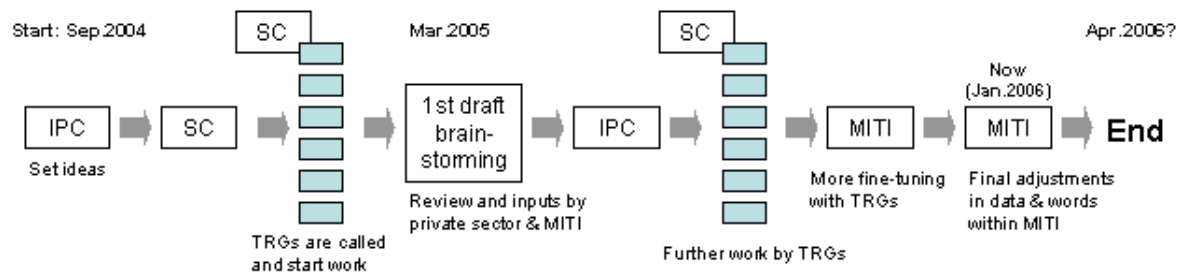 Start: Sep.2004
SC
Mar.2005
SC
Apr.2006?
Now
(Jan.2006)
IPC
SC
1st draft
brain-
storming
IPC
MITI
MITI
End
Set ideas
Review and inputs by
private sector & MITI
More fine-tuning
with TRGs
Final adjustments
in data & words
within MITI
TRGs are called
and start work
Further work by TRGs